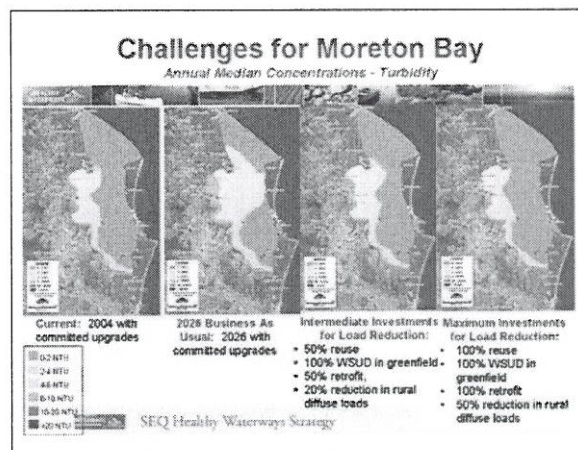 Challenges for Moreton Bay
Annual Median Concentrations - Turbidity
Current: 2004 with
committed upgrades
2026 Business As
Usual: 2026 with
committed upgrades
Intermediate Investments
for Load Reduction:
• 50% reuse
• 100% WSUD in greenfield
• 50% retrofit,
• 20% reduction in rural
diffuse loads
Maximum Investments
for Load Reduction:
• 100% reuse
• 100% WSUD in
greenfield
• 100% retrofit
• 50% reduction in rural
diffuse loads
0-2 NTU
2-4 NTU
4-6 NTU
6-10 NTU
10-20 NTU
>20 NTU
SEQ Healthy Waterways Strategy